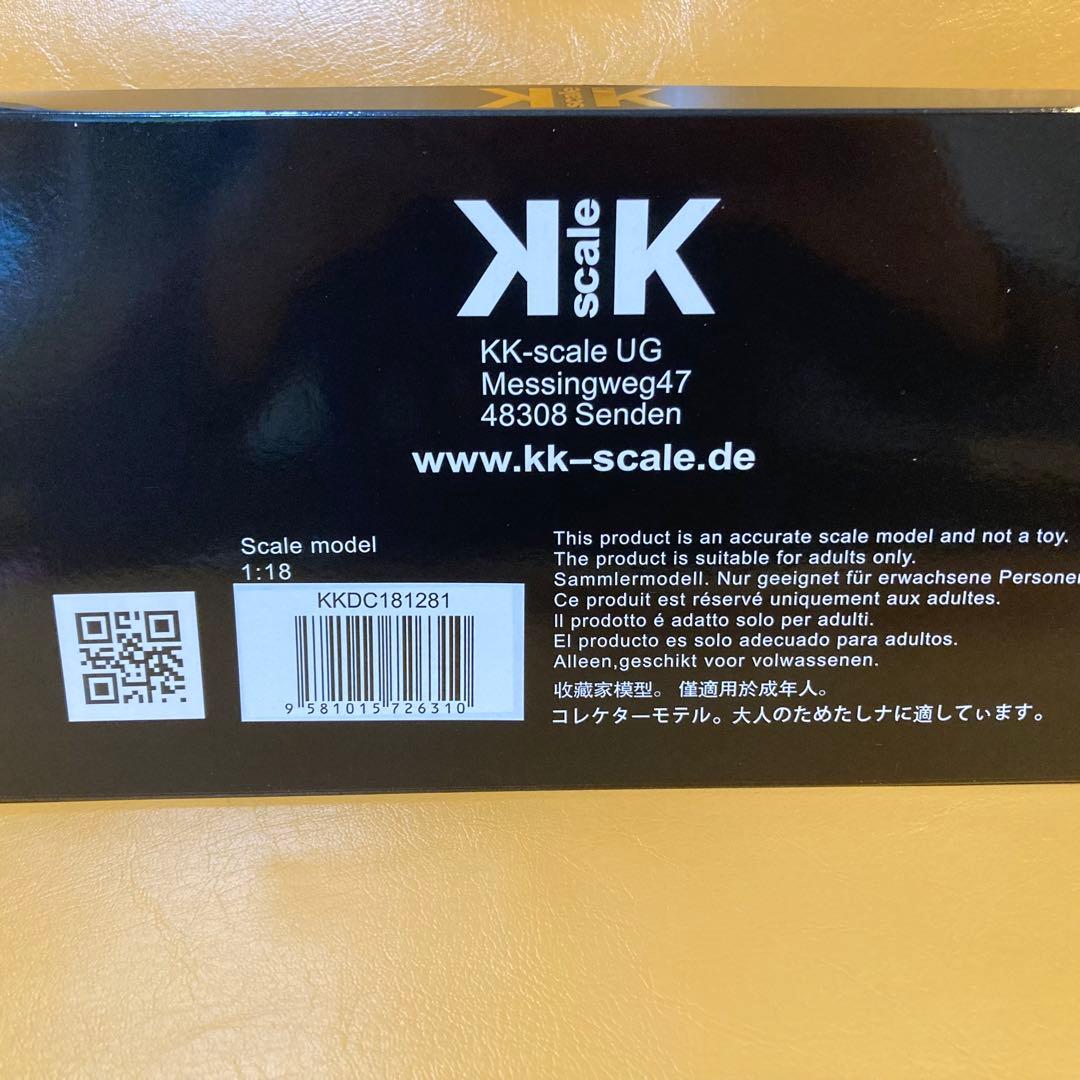 K scale K
K scale K
KK-scale UG
Messingweg47
48308 Senden
www.kk–scale.de
Scale model
1:18
KKDC181281
9 581015 726310
This product is an accurate scale model and not a toy.
The product is suitable for adults only.
Sammlermodell. Nur geeignet für erwachsene Personen
Ce produit est réservé uniquement aux adultes.
Il prodotto é adatto solo per adulti.
El producto es solo adecuado para adultos.
Alleen,geschikt voor volwassenen.
收藏家模型。 僅適用於成年人。
コレケターモテル。大人のためたしナに適してぃます。